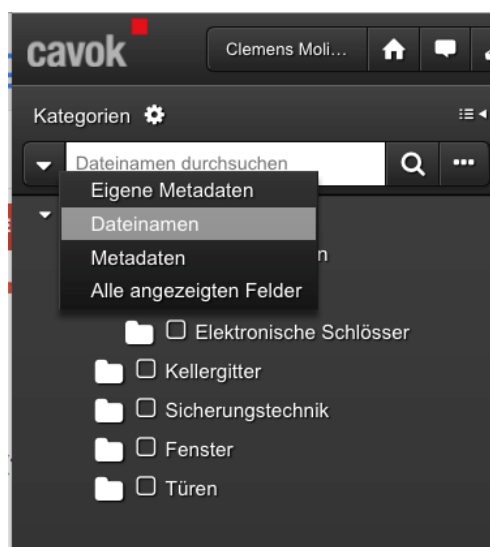 cavok
Clemens Moli...
Kategorien
Dateinamen durchsuchen
Eigene Metadaten
Dateinamen
Metadaten
Alle angezeigten Felder
Elektronische Schlösser
Kellergitter
Sicherungstechnik
Fenster
Türen